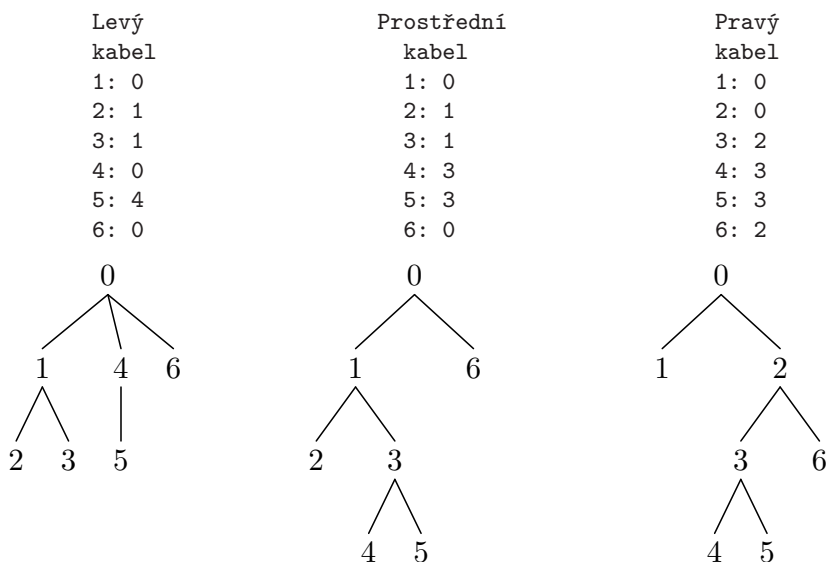 Levý Prostřední Pravý
kabel kabel kabel
1: 0 1: 0 1: 0
2: 1 2: 1 2: 0
3: 1 3: 1 3: 2
4: 0 4: 3 4: 3
5: 4 5: 3 5: 3
6: 0 6: 0 6: 2
0 0 0
1 4 6 1 6 1 2
2 3 5 2 3 3 6
4 5 4 5